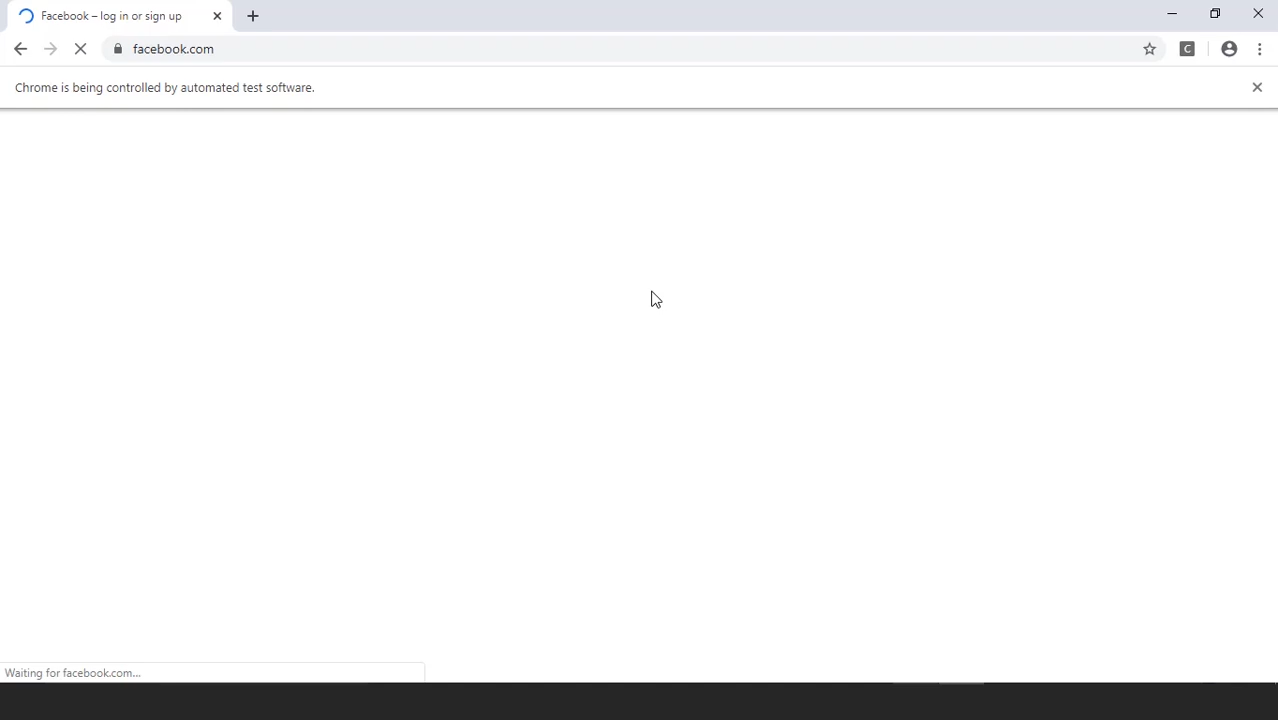 Facebook – log in or sign up
facebook.com
C
Chrome is being controlled by automated test software.
Waiting for facebook.com...